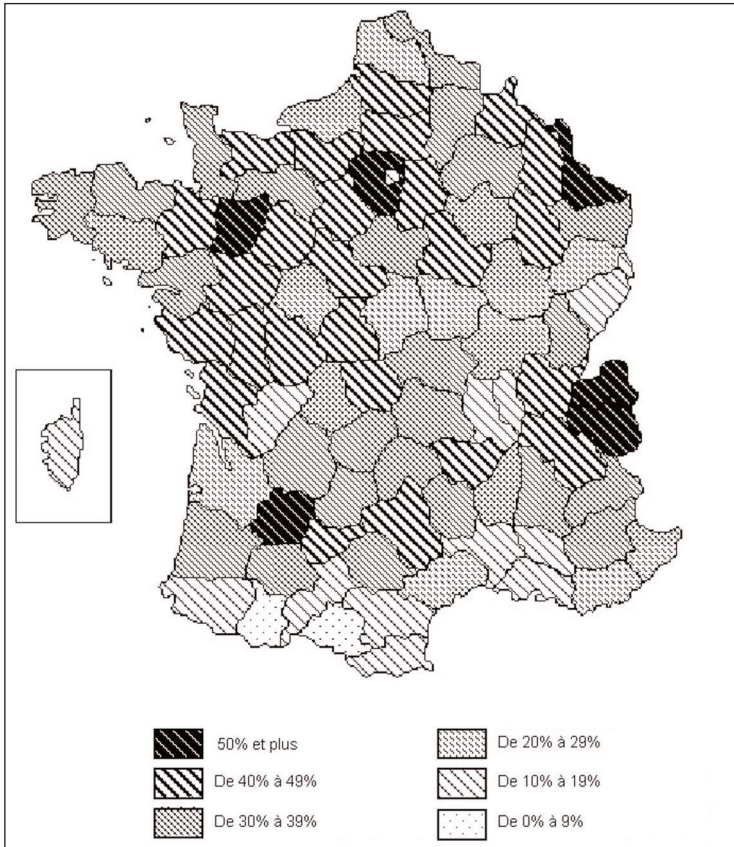 50% et plus
De 40% à 49%
De 30% à 39%
De 20% à 29%
De 10% à 19%
De 0% à 9%